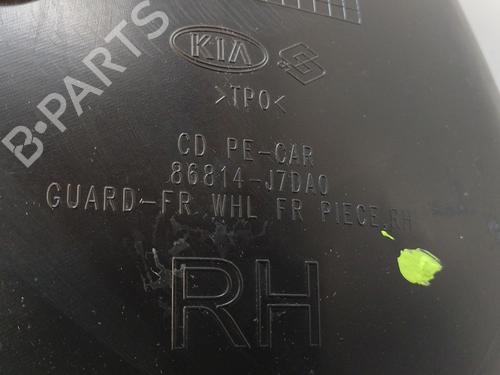 KIA
>TPO<
CD PE-CAR
86814-J7DA0
GUARD-FR WHL FR PIECE.RH
RH
B-PARTS